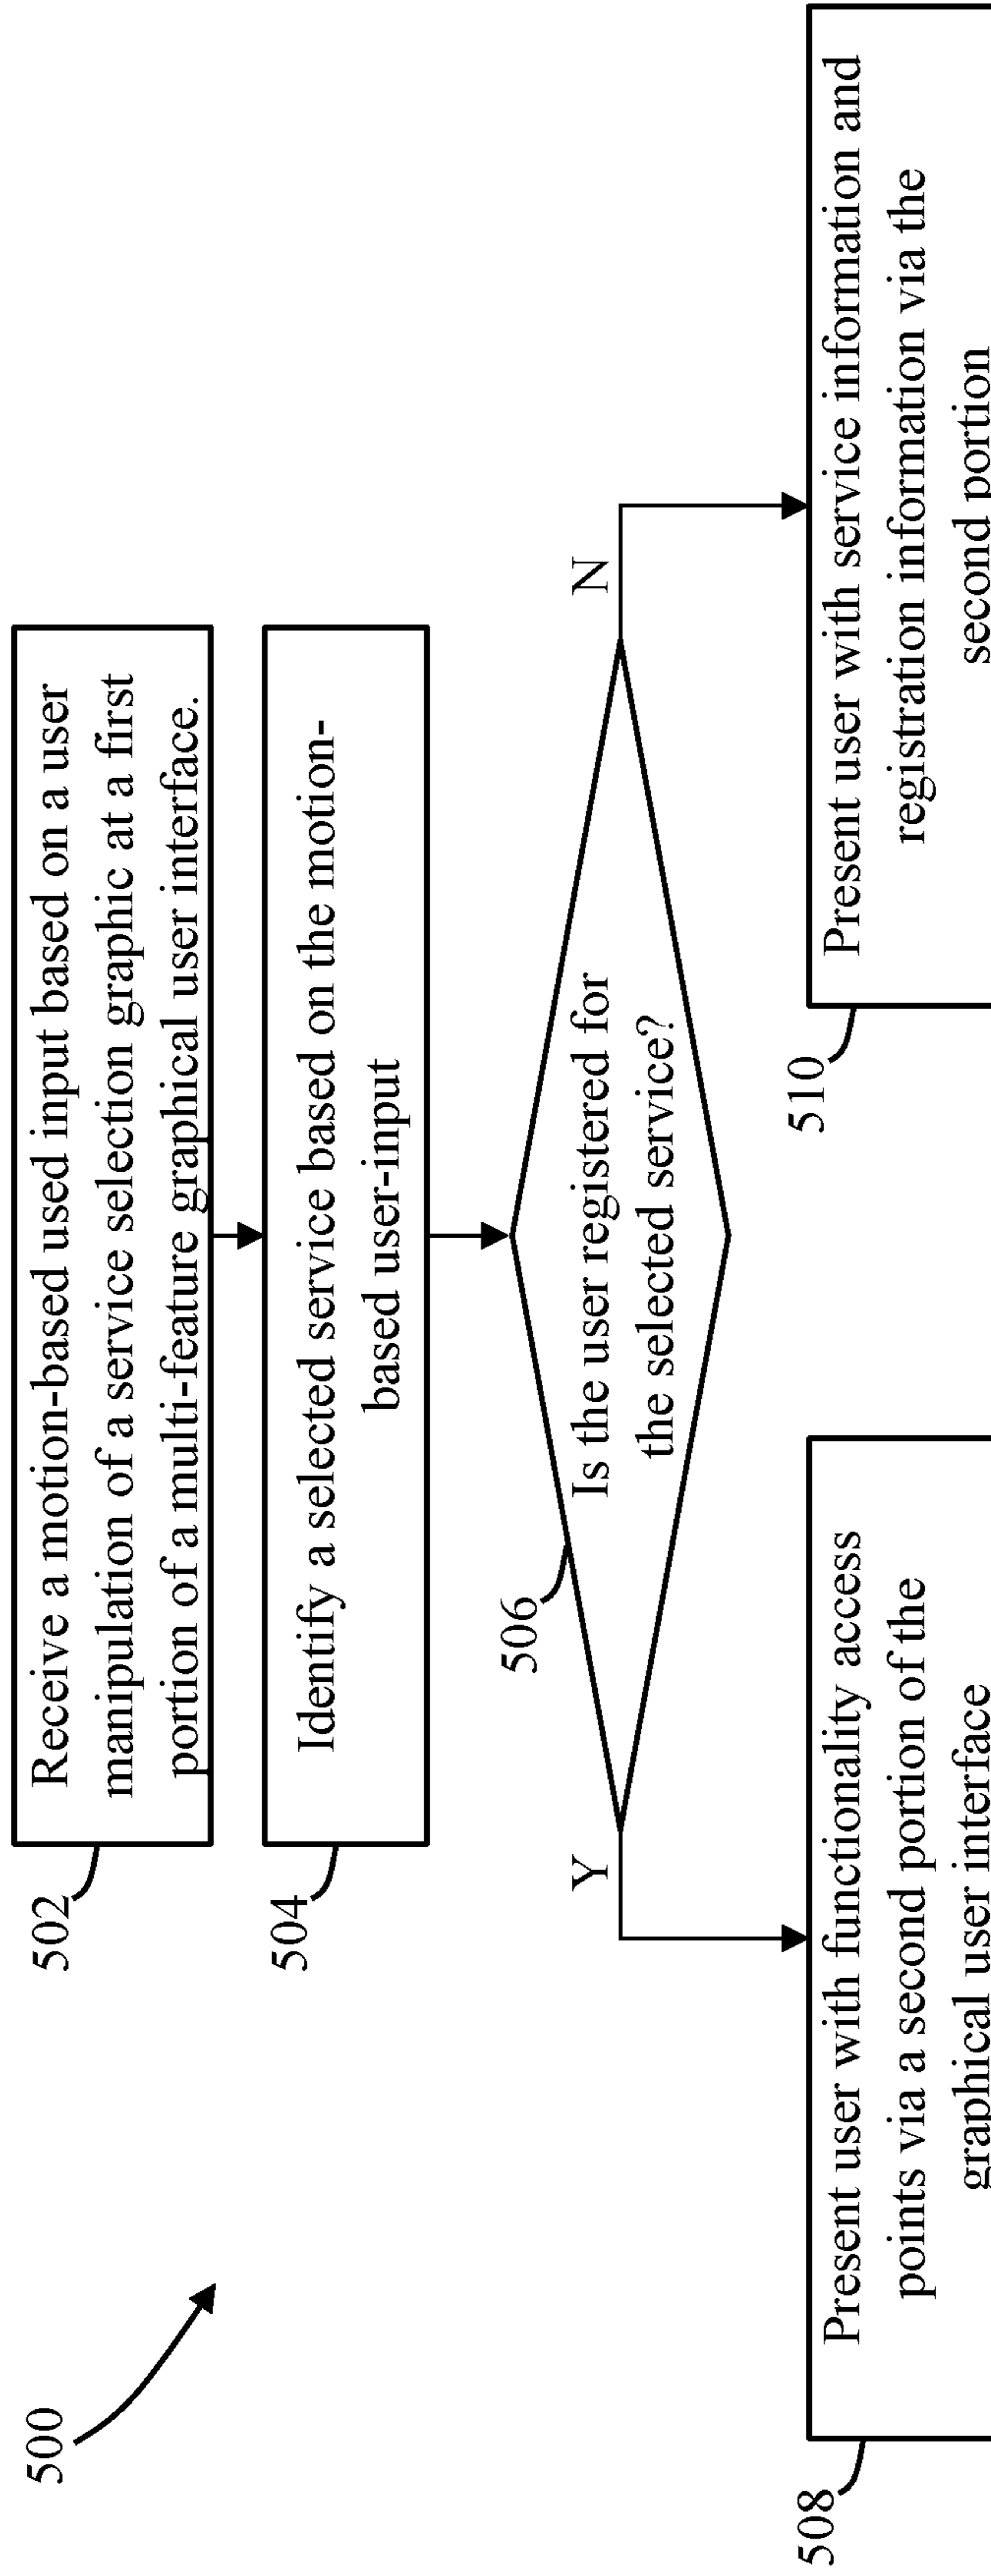 500
502
Receive a motion-based used input based on a user
manipulation of a service selection graphic at a first
portion of a multi-feature graphical user interface.
504
Identify a selected service based on the motion-
based user-input
506
Is the user registered for
the selected service?
Y
N
508
Present user with functionality access
points via a second portion of the
graphical user interface
510
Present user with service information and
registration information via the
second portion